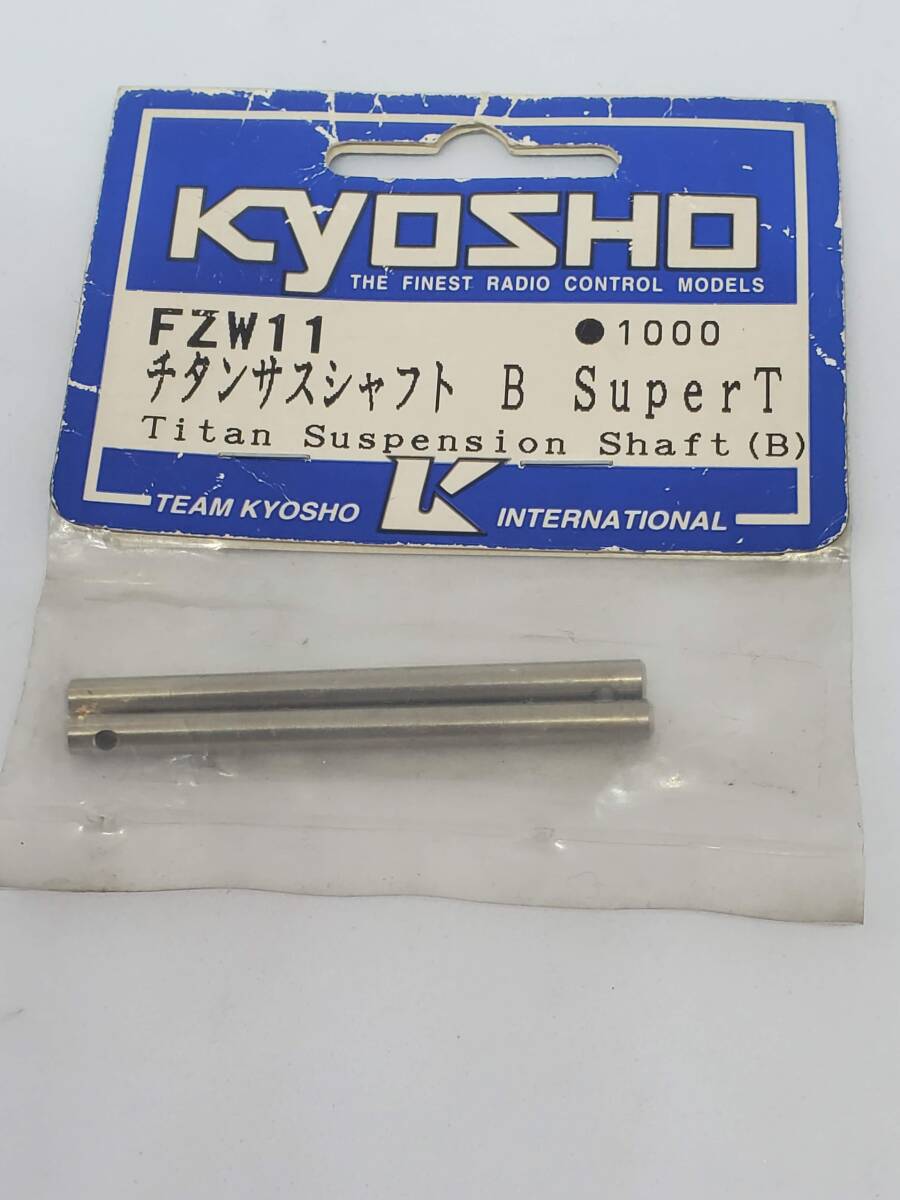 KYOSHO
THE FINEST RADIO CONTROL MODELS
FZW11 ●1000
チタンサスシャフト B SuperT
Titan Suspension Shaft(B)
TEAM KYOSHO K INTERNATIONAL